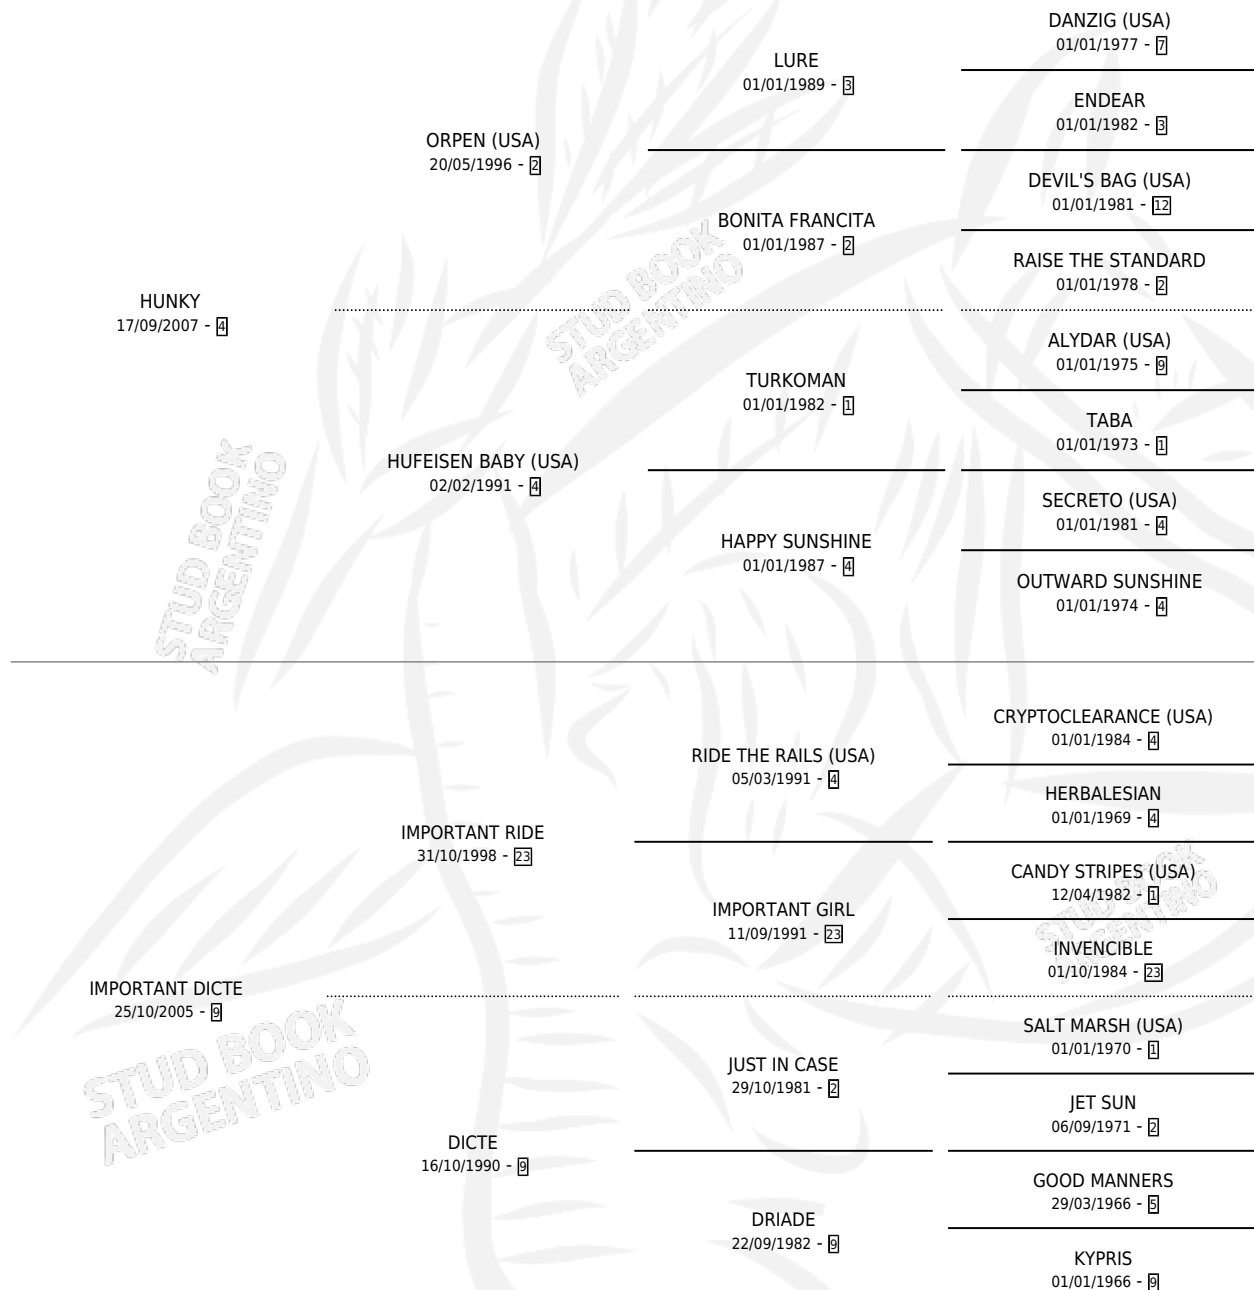 DANZIG (USA)
01/01/1977 - 7
LURE
01/01/1989 - 3
ENDEAR
01/01/1982 - 3
ORPEN (USA)
20/05/1996 - 2
DEVIL'S BAG (USA)
01/01/1981 - 12
BONITA FRANCITA
01/01/1987 - 2
RAISE THE STANDARD
01/01/1978 - 2
HUNKY
17/09/2007 - 4
ALYDAR (USA)
01/01/1975 - 9
TURKOMAN
01/01/1982 - 1
TABA
01/01/1973 - 1
HUFEISEN BABY (USA)
02/02/1991 - 4
SECRETO (USA)
01/01/1981 - 4
HAPPY SUNSHINE
01/01/1987 - 4
OUTWARD SUNSHINE
01/01/1974 - 4
STUD BOOK
ARGENTINO
STUD BOOK
ARGENTINO
CRYPTOCLEARANCE (USA)
01/01/1984 - 4
RIDE THE RAILS (USA)
05/03/1991 - 4
HERBALESIAN
01/01/1969 - 4
IMPORTANT RIDE
31/10/1998 - 23
CANDY STRIPES (USA)
12/04/1982 - 1
IMPORTANT GIRL
11/09/1991 - 23
INVENCIBLE
01/10/1984 - 23
STUD BOOK
ARGENTINO
IMPORTANT DICTE
25/10/2005 - 9
SALT MARSH (USA)
01/01/1970 - 1
JUST IN CASE
29/10/1981 - 2
JET SUN
06/09/1971 - 2
DICTE
16/10/1990 - 9
GOOD MANNERS
29/03/1966 - 5
DRIADE
22/09/1982 - 9
KYPRIS
01/01/1966 - 9
STUD BOOK
ARGENTINO